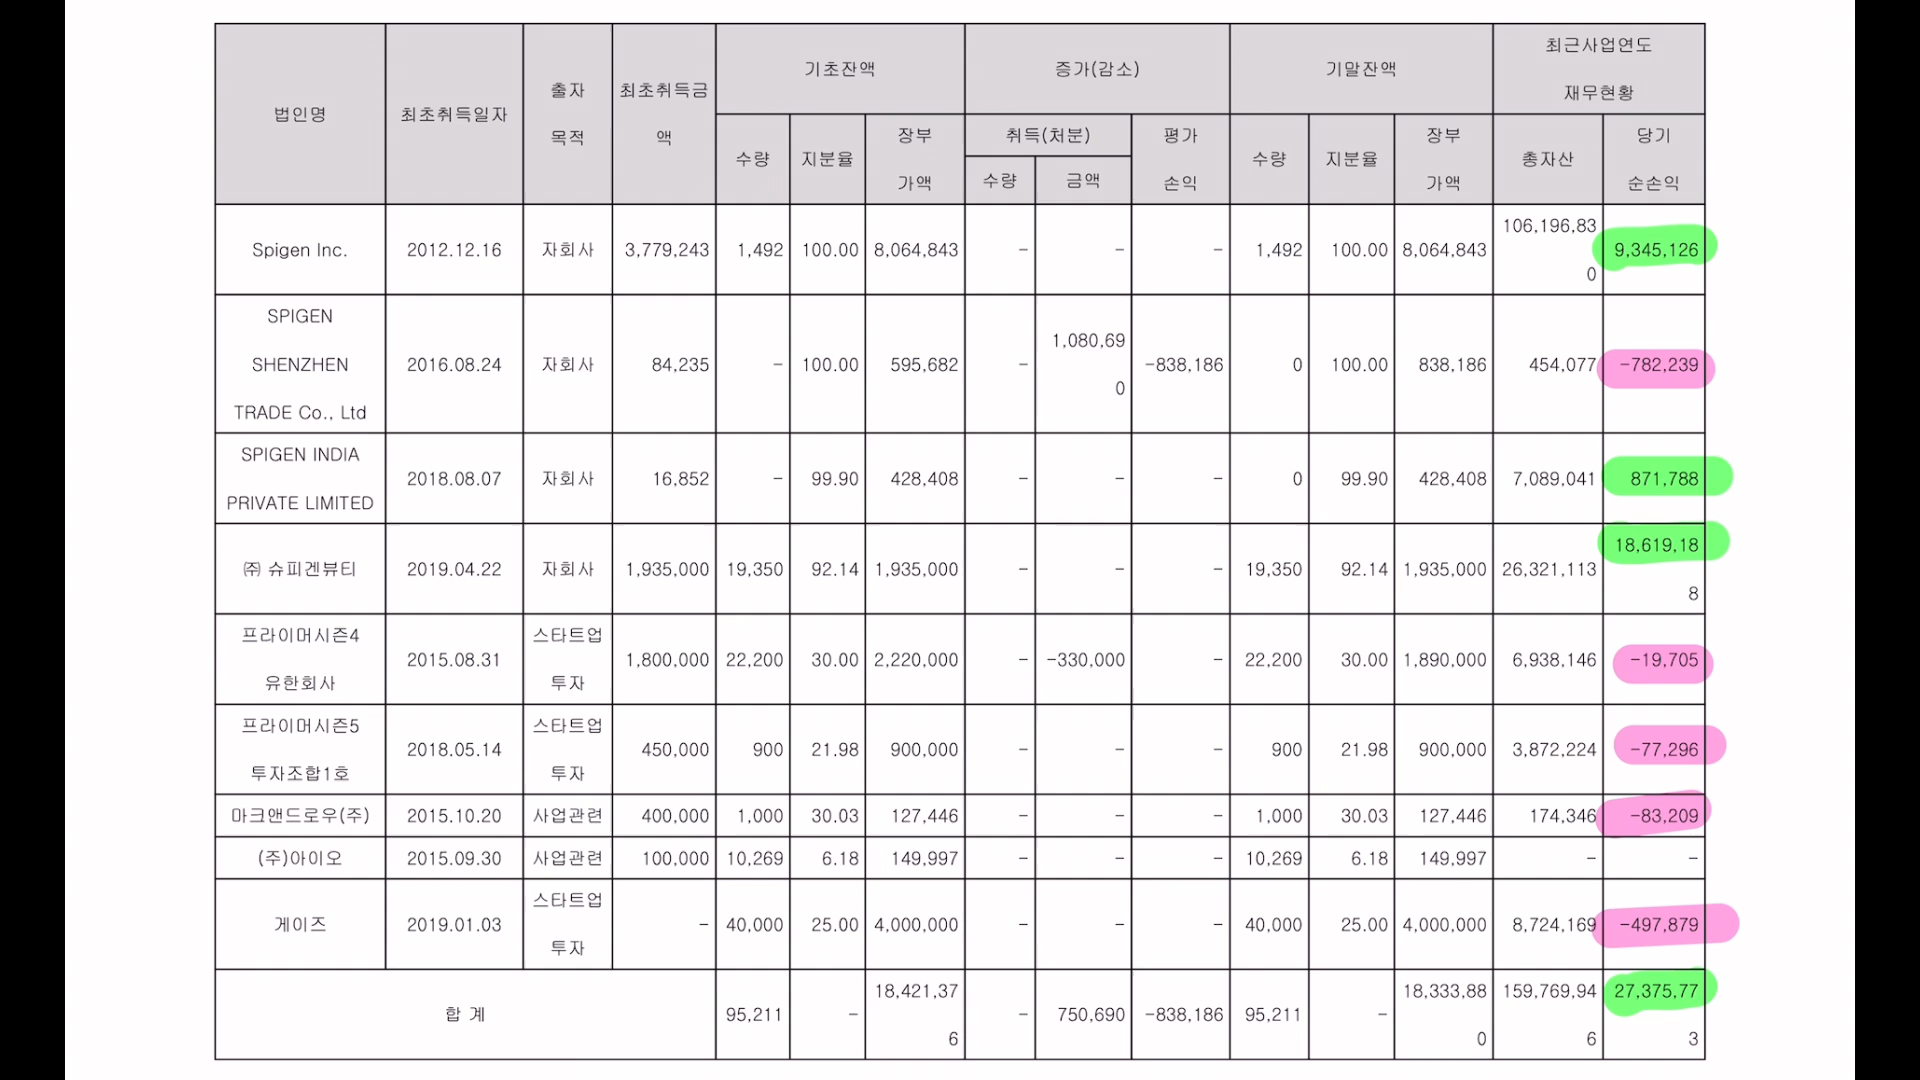 법인명 최초취득일자 출자 목적 최초취득금액 기초잔액 증가(감소) 기말잔액 최근사업연도 재무현황
수량 지분율 장부 가액 취득(처분) 평가 손익 수량 지분율 장부 가액 총자산 당기 순손익
수량 금액
Spigen Inc. 2012.12.16 자회사 3,779,243 1,492 100.00 8,064,843 - - - 1,492 100.00 8,064,843 106,196,830 9,345,126
SPIGEN SHENZHEN TRADE Co., Ltd 2016.08.24 자회사 84,235 - 100.00 595,682 - 1,080,690 -838,186 0 100.00 838,186 454,077 -782,239
SPIGEN INDIA PRIVATE LIMITED 2018.08.07 자회사 16,852 - 99.90 428,408 - - - 0 99.90 428,408 7,089,041 871,788
㈜ 슈피겐뷰티 2019.04.22 자회사 1,935,000 19,350 92.14 1,935,000 - - - 19,350 92.14 1,935,000 26,321,113 18,619,188
프라이머시즌4 유한회사 2015.08.31 스타트업 투자 1,800,000 22,200 30.00 2,220,000 - -330,000 - 22,200 30.00 1,890,000 6,938,146 -19,705
프라이머시즌5 투자조합1호 2018.05.14 스타트업 투자 450,000 900 21.98 900,000 - - - 900 21.98 900,000 3,872,224 -77,296
마크앤드로우(주) 2015.10.20 사업관련 400,000 1,000 30.03 127,446 - - - 1,000 30.03 127,446 174,346 -83,209
(주)아이오 2015.09.30 사업관련 100,000 10,269 6.18 149,997 - - - 10,269 6.18 149,997 - -
게이즈 2019.01.03 스타트업 투자 - 40,000 25.00 4,000,000 - - - 40,000 25.00 4,000,000 8,724,169 -497,879
합 계 95,211 - 18,421,376 - 750,690 -838,186 95,211 - 18,333,880 159,769,946 27,375,773